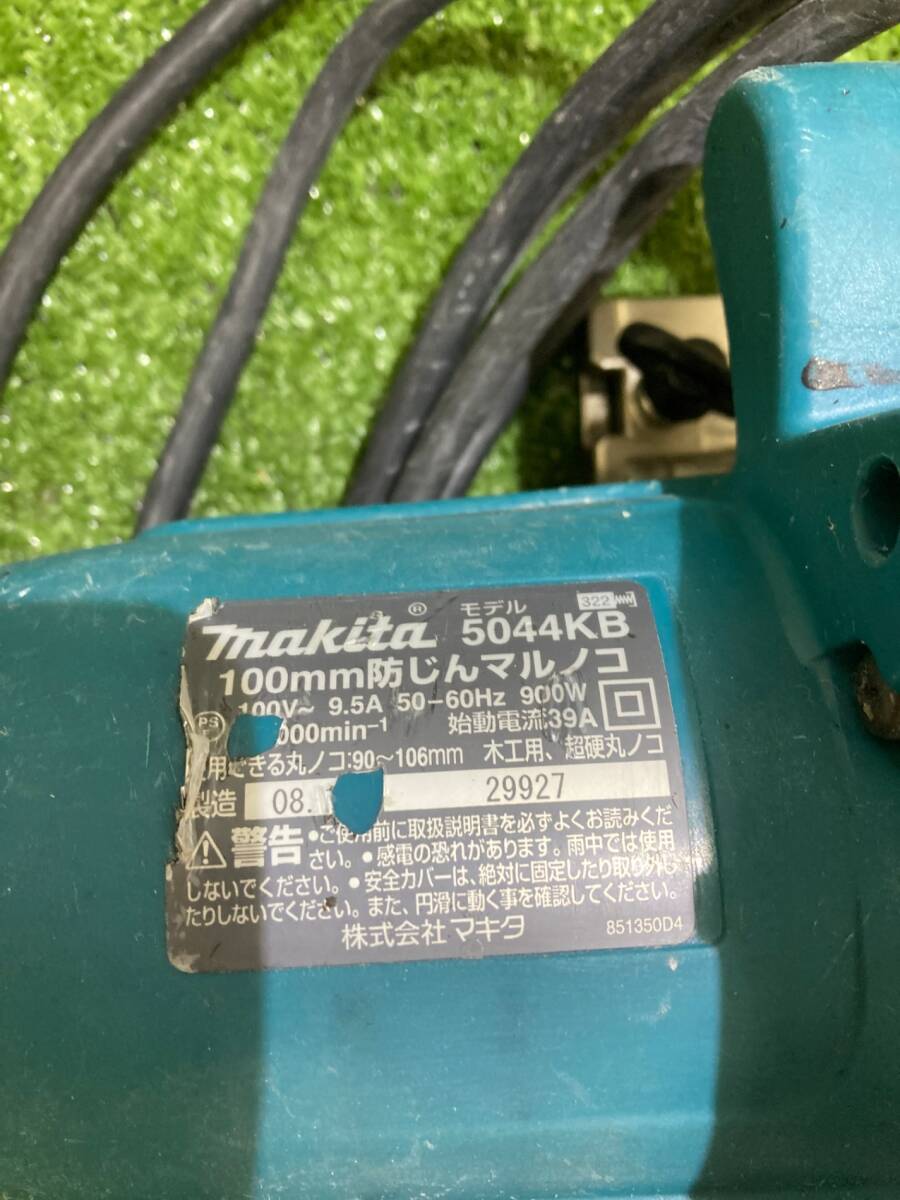 322
makita® モデル 5044KB
100mm防じんマルノコ
100V~ 9.5A 50-60Hz 900W
PS 000min⁻¹ 始動電流39A
用できる丸ノコ:90~106mm 木工用、超硬丸ノコ
製造 08. 29927
警告 •ご使用前に取扱説明書を必ずよくお読みくだ
さい。•感電の恐れがあります。雨中では使用
しないでください。•安全カバーは、絶対に固定したり取り外し
たりしないでください。また、円滑に動く事を確認してください。
株式会社マキタ 851350D4